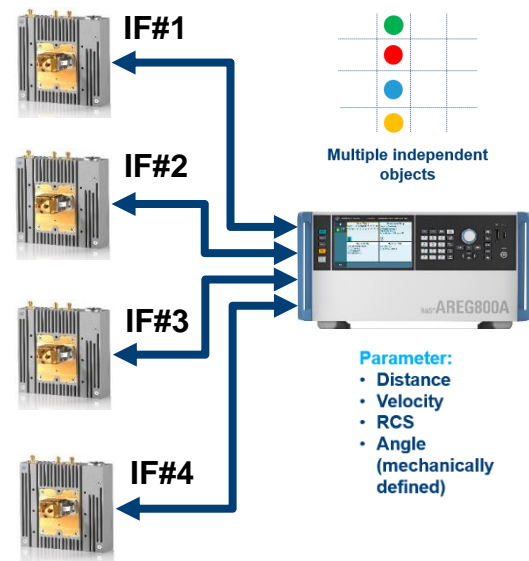 IF#1
IF#2
IF#3
IF#4
Multiple independent
objects
R&S®AREG800A
Parameter:
• Distance
• Velocity
• RCS
• Angle
(mechanically
defined)